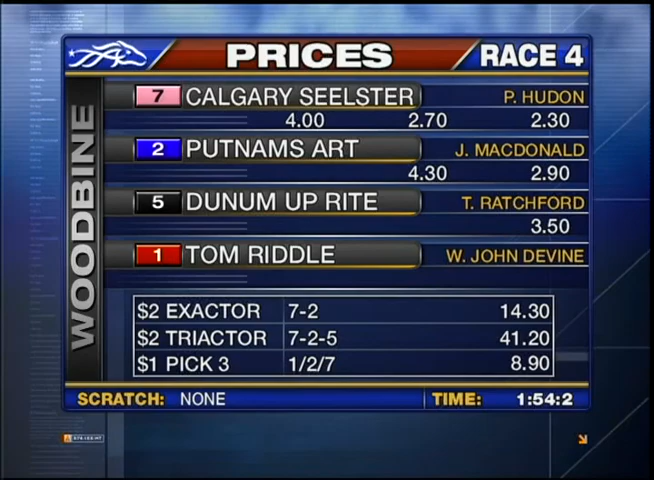 PRICES RACE 4
7 CALGARY SEELSTER P. HUDON
4.00 2.70 2.30
2 PUTNAMS ART J. MACDONALD
4.30 2.90
5 DUNUM UP RITE T. RATCHFORD
3.50
1 TOM RIDDLE W. JOHN DEVINE
WOODBINE
$2 EXACTOR 7-2 14.30
$2 TRIACTOR 7-2-5 41.20
$1 PICK 3 1/2/7 8.90
SCRATCH: NONE TIME: 1:54:2